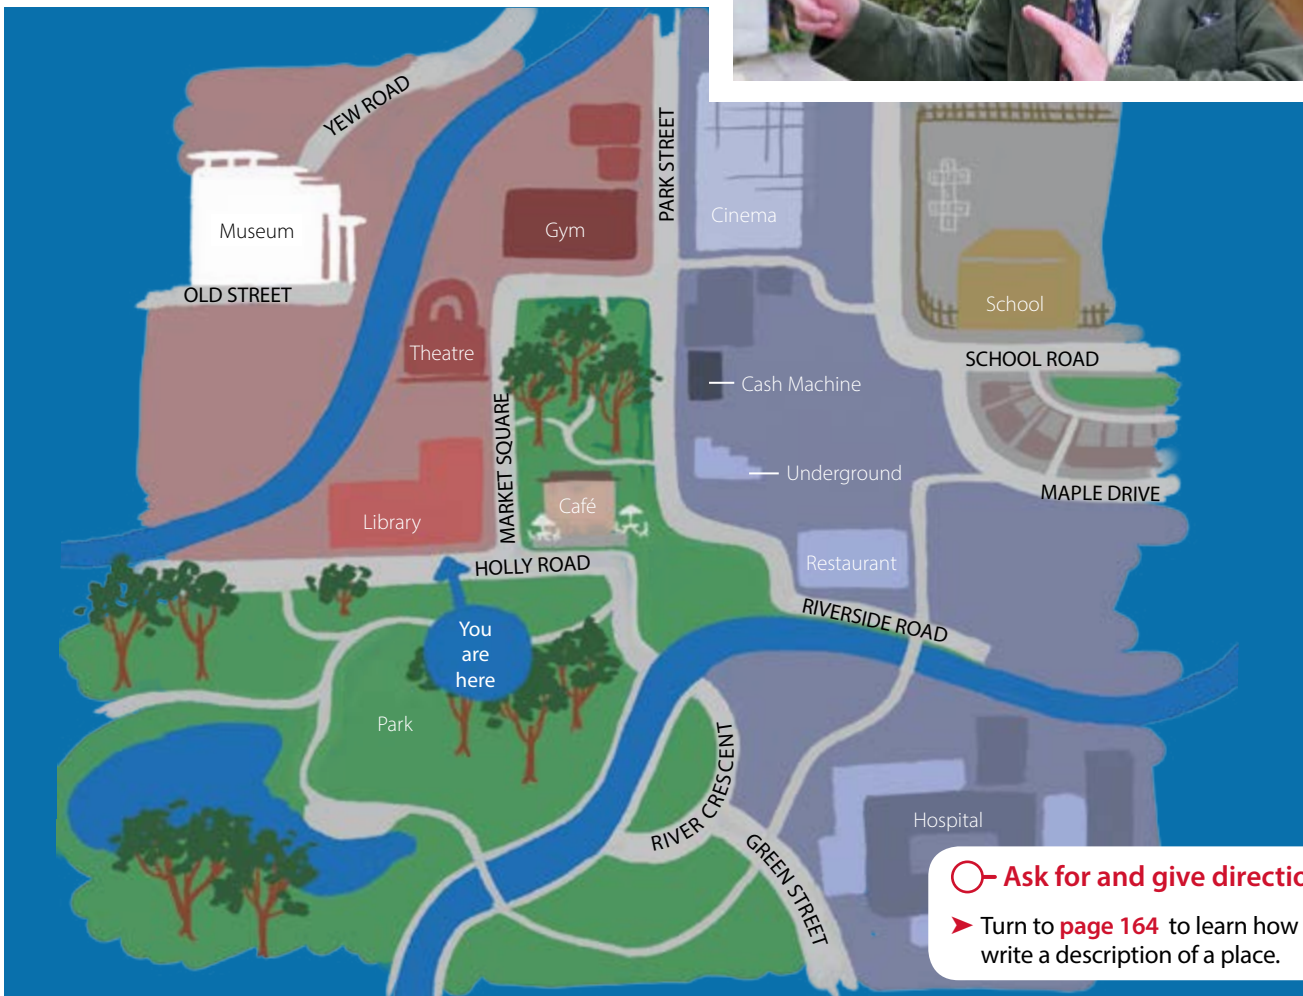 YEW ROAD
PARK STREET
Museum
Gym
Cinema
OLD STREET
School
Theatre
SCHOOL ROAD
Cash Machine
MARKET SQUARE
Underground
MAPLE DRIVE
Café
Library
HOLLY ROAD
Restaurant
RIVERSIDE ROAD
You
are
here
Park
RIVER CRESCENT
GREEN STREET
Hospital
Ask for and give directio
➤ Turn to page 164 to learn how
write a description of a place.